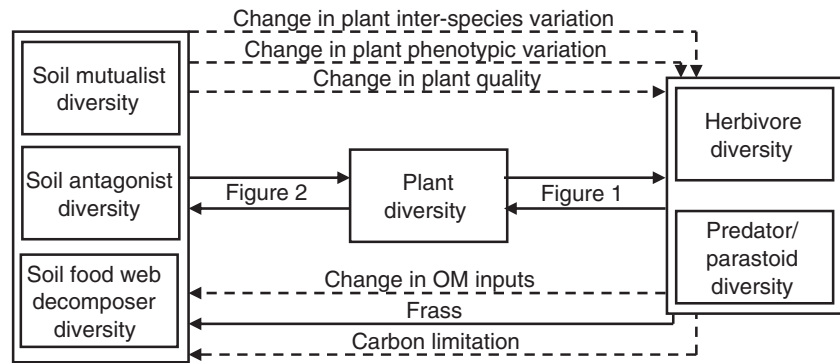 Change in plant inter-species variation
Change in plant phenotypic variation
Change in plant quality
Soil mutualist
diversity
Soil antagonist
diversity
Soil food web
decomposer
diversity
Figure 2
Plant
diversity
Figure 1
Herbivore
diversity
Predator/
parastoid
diversity
Change in OM inputs
Frass
Carbon limitation